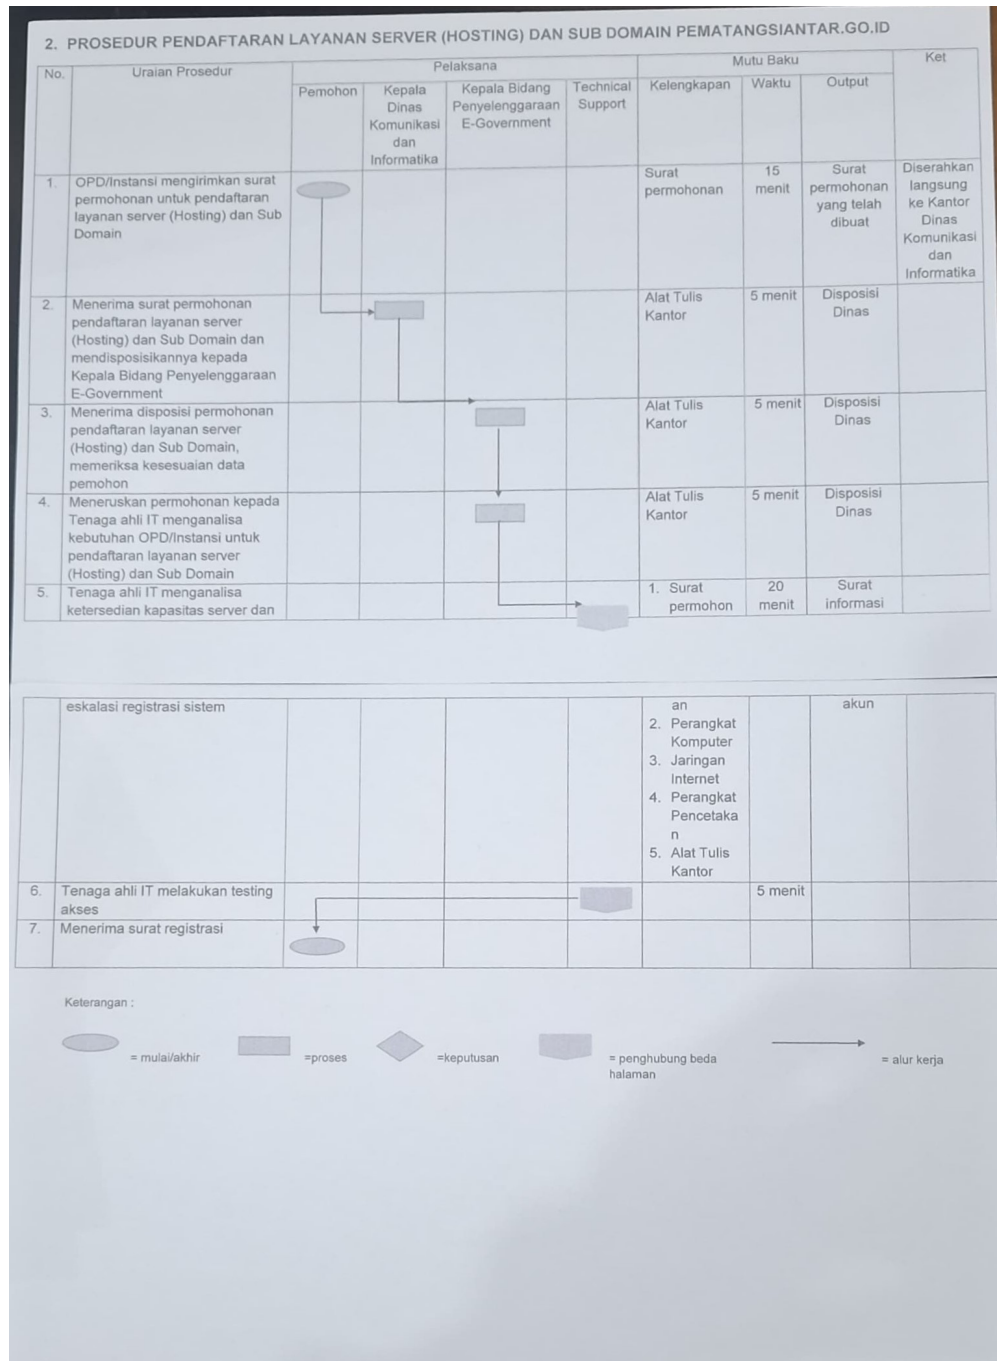 2. PROSEDUR PENDAFTARAN LAYANAN SERVER (HOSTING) DAN SUB DOMAIN PEMATANGSIANTAR.GO.ID
No. Uraian Prosedur Pelaksana Mutu Baku Ket
Pemohon Kepala Dinas Komunikasi dan Informatika Kepala Bidang Penyelenggaraan E-Government Technical Support Kelengkapan Waktu Output
1. OPD/Instansi mengirimkan surat
permohonan untuk pendaftaran
layanan server (Hosting) dan Sub
Domain
Surat
permohonan
15
menit
Surat
permohonan
yang telah
dibuat
Diserahkan
langsung
ke Kantor
Dinas
Komunikasi
dan
Informatika
2. Menerima surat permohonan
pendaftaran layanan server
(Hosting) dan Sub Domain dan
mendisposisikannya kepada
Kepala Bidang Penyelenggaraan
E-Government
Alat Tulis
Kantor
5 menit
Disposisi
Dinas
3. Menerima disposisi permohonan
pendaftaran layanan server
(Hosting) dan Sub Domain,
memeriksa kesesuaian data
pemohon
Alat Tulis
Kantor
5 menit
Disposisi
Dinas
4. Meneruskan permohonan kepada
Tenaga ahli IT menganalisa
kebutuhan OPD/Instansi untuk
pendaftaran layanan server
(Hosting) dan Sub Domain
Alat Tulis
Kantor
5 menit
Disposisi
Dinas
5. Tenaga ahli IT menganalisa
ketersedian kapasitas server dan
1. Surat
permohon
20
menit
Surat
informasi
eskalasi registrasi sistem
an
2. Perangkat
Komputer
3. Jaringan
Internet
4. Perangkat
Pencetaka
n
5. Alat Tulis
Kantor
akun
6. Tenaga ahli IT melakukan testing
akses
5 menit
7. Menerima surat registrasi
Keterangan :
= mulai/akhir
=proses
=keputusan
= penghubung beda
halaman
= alur kerja